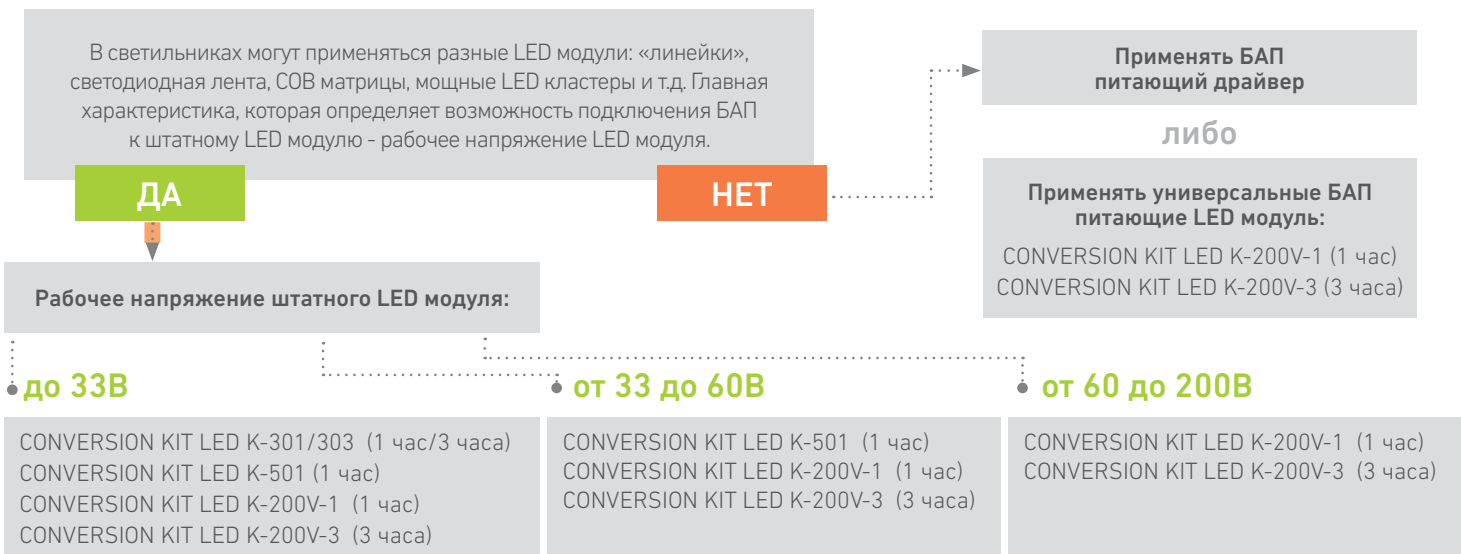 В светильниках могут применяться разные LED модули: «линейки»,
светодиодная лента, COB матрицы, мощные LED кластеры и т.д. Главная
характеристика, которая определяет возможность подключения БАП
к штатному LED модулю - рабочее напряжение LED модуля.
ДА
НЕТ
Применять БАП
питающий драйвер
либо
Применять универсальные БАП
питающие LED модуль:
CONVERSION KIT LED K-200V-1 (1 час)
CONVERSION KIT LED K-200V-3 (3 часа)
Рабочее напряжение штатного LED модуля:
до 33В
CONVERSION KIT LED K-301/303 (1 час/3 часа)
CONVERSION KIT LED K-501 (1 час)
CONVERSION KIT LED K-200V-1 (1 час)
CONVERSION KIT LED K-200V-3 (3 часа)
от 33 до 60В
CONVERSION KIT LED K-501 (1 час)
CONVERSION KIT LED K-200V-1 (1 час)
CONVERSION KIT LED K-200V-3 (3 часа)
от 60 до 200В
CONVERSION KIT LED K-200V-1 (1 час)
CONVERSION KIT LED K-200V-3 (3 часа)